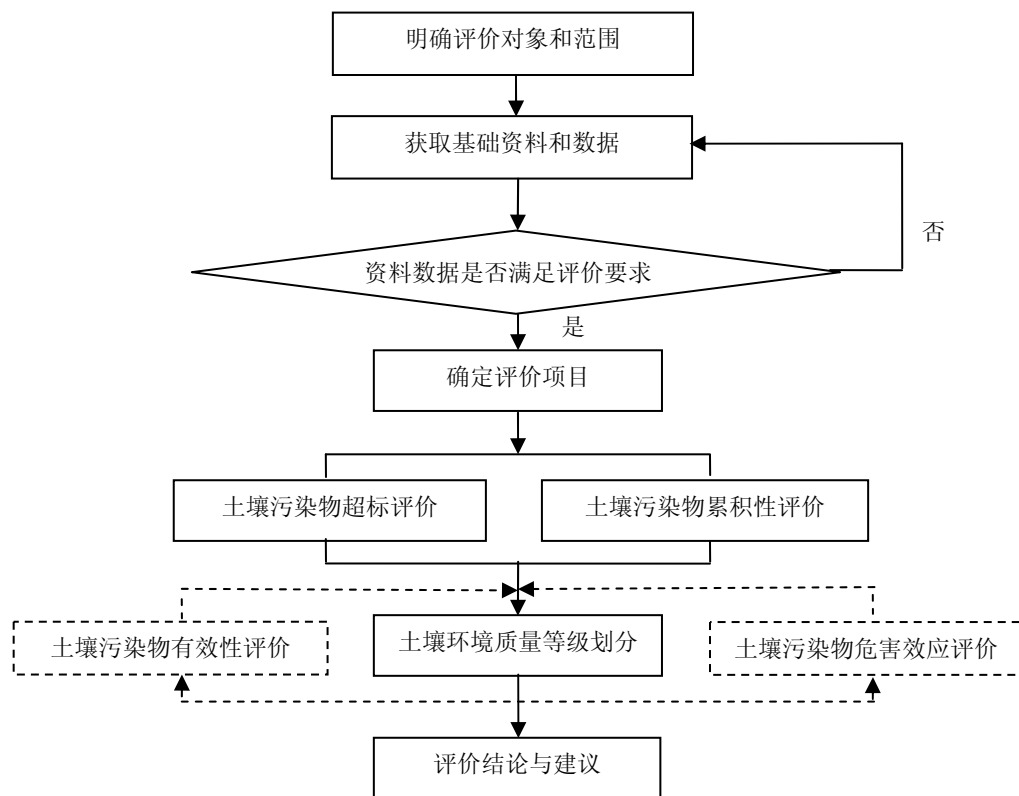 明确评价对象和范围
获取基础资料和数据
否
资料数据是否满足评价要求
是
确定评价项目
土壤污染物超标评价
土壤污染物累积性评价
土壤污染物有效性评价
土壤环境质量等级划分
土壤污染物危害效应评价
评价结论与建议